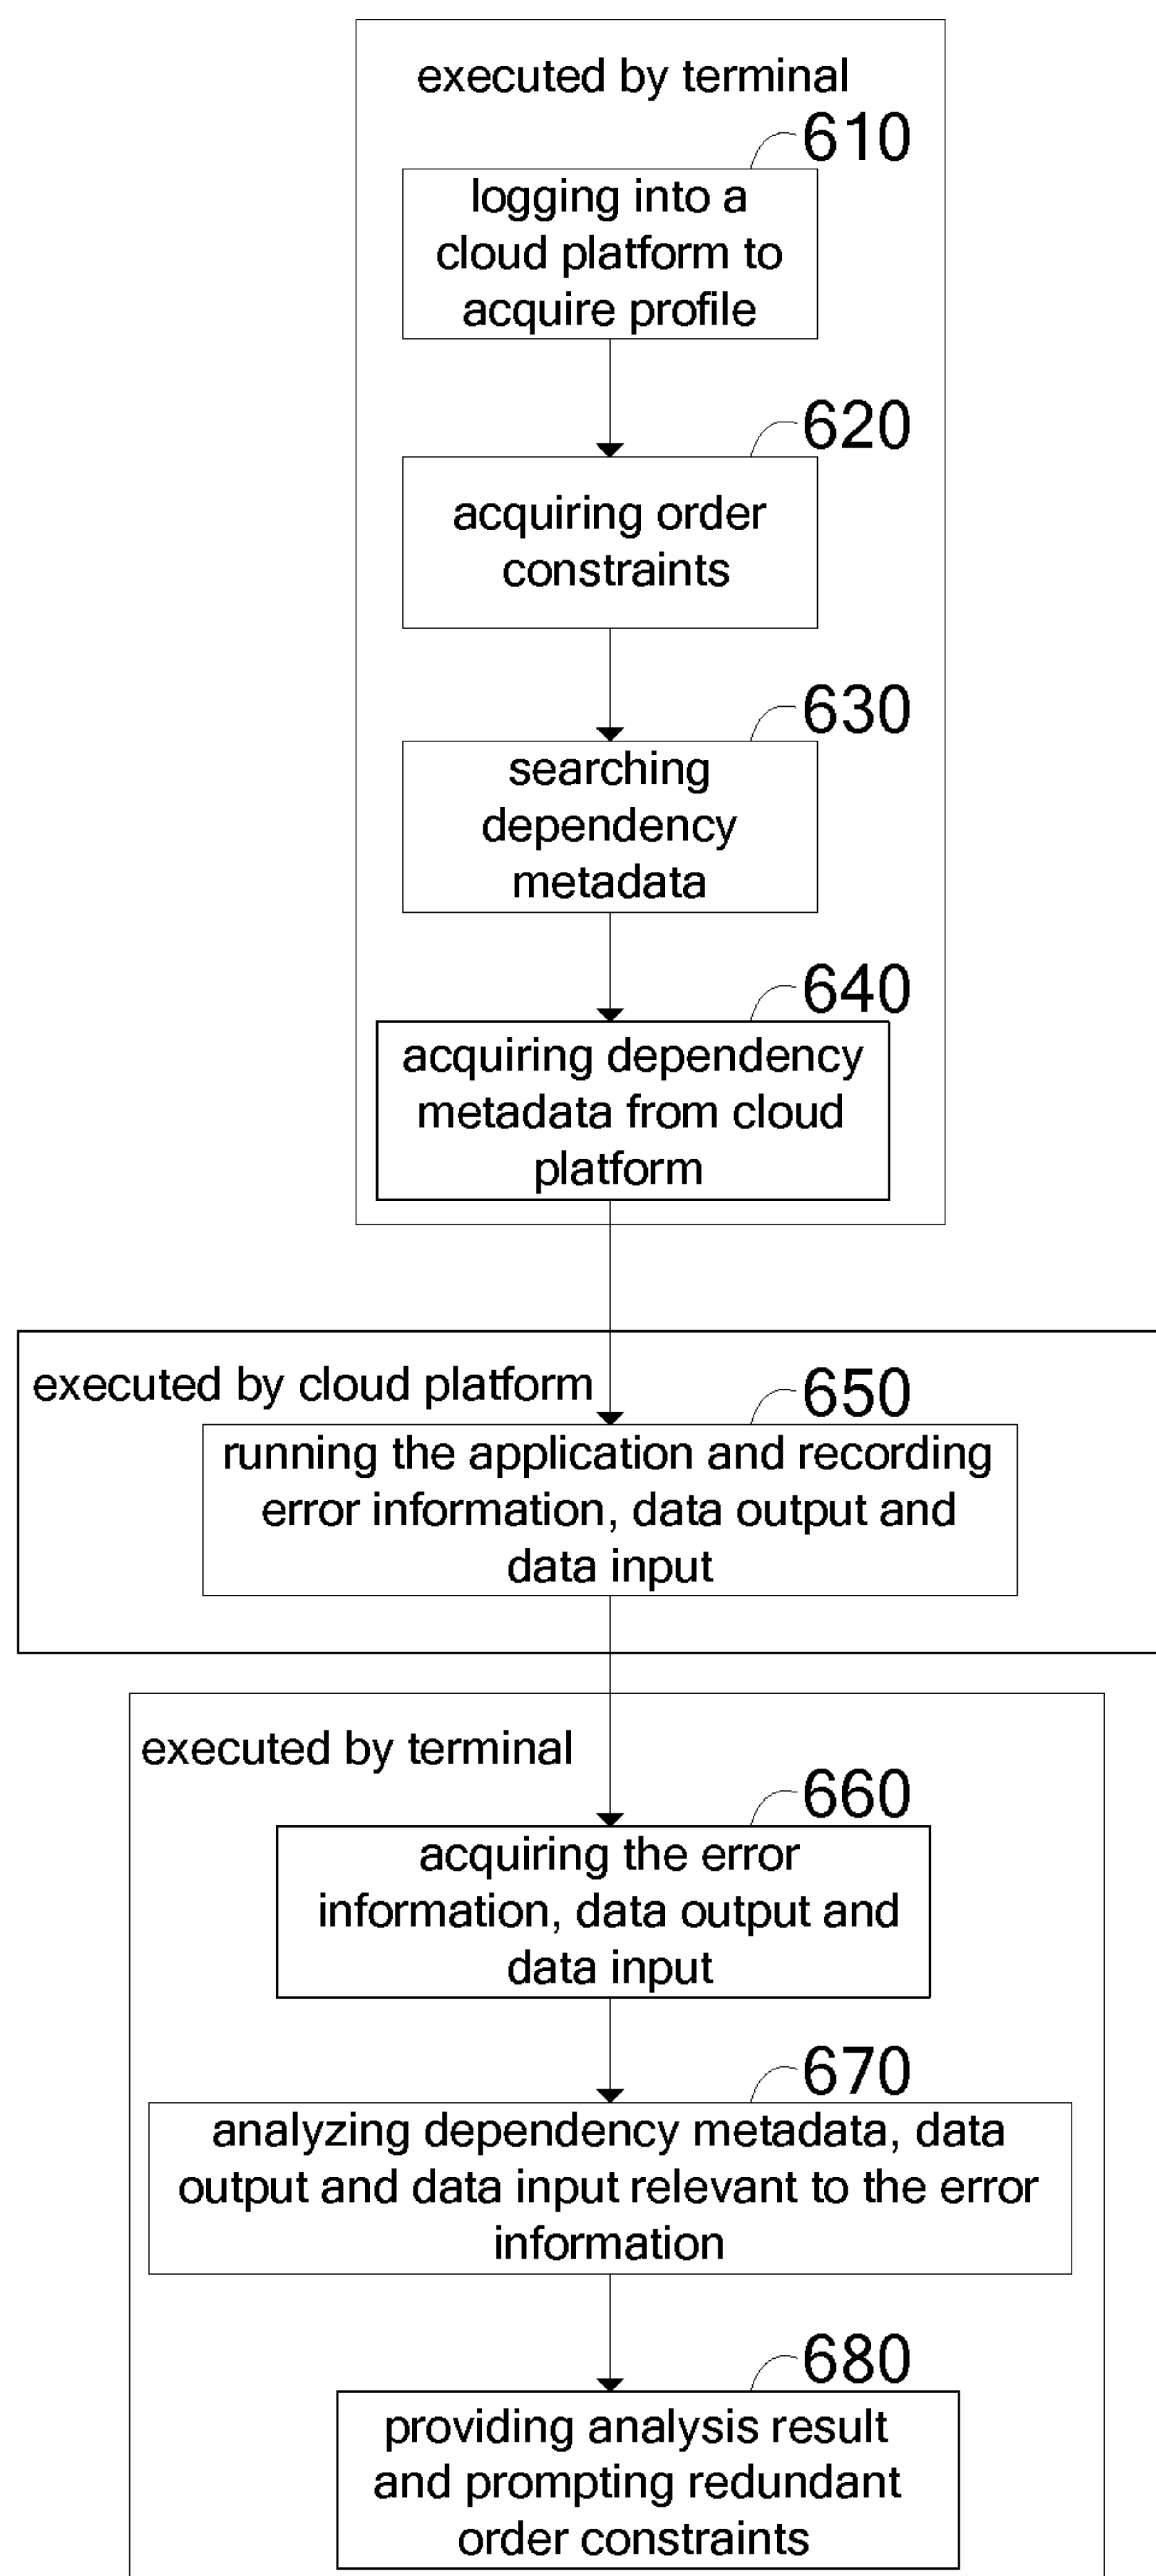 executed by terminal
610
logging into a
cloud platform to
acquire profile
620
acquiring order
constraints
630
searching
dependency
metadata
640
acquiring dependency
metadata from cloud
platform
executed by cloud platform
650
running the application and recording
error information, data output and
data input
executed by terminal
660
acquiring the error
information, data output and
data input
670
analyzing dependency metadata, data
output and data input relevant to the error
information
680
providing analysis result
and prompting redundant
order constraints